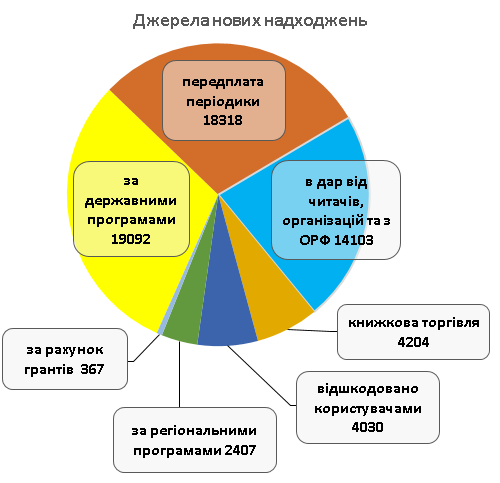 Джерела нових надходжень
передплата
періодики
18318
за
державними
програмами
19092
в дар від
читачів,
організацій та з
ОРФ 14103
книжкова торгівля
4204
за рахунок
грантів 367
відшкодовано
користувачами
4030
за регіональними
програмами 2407